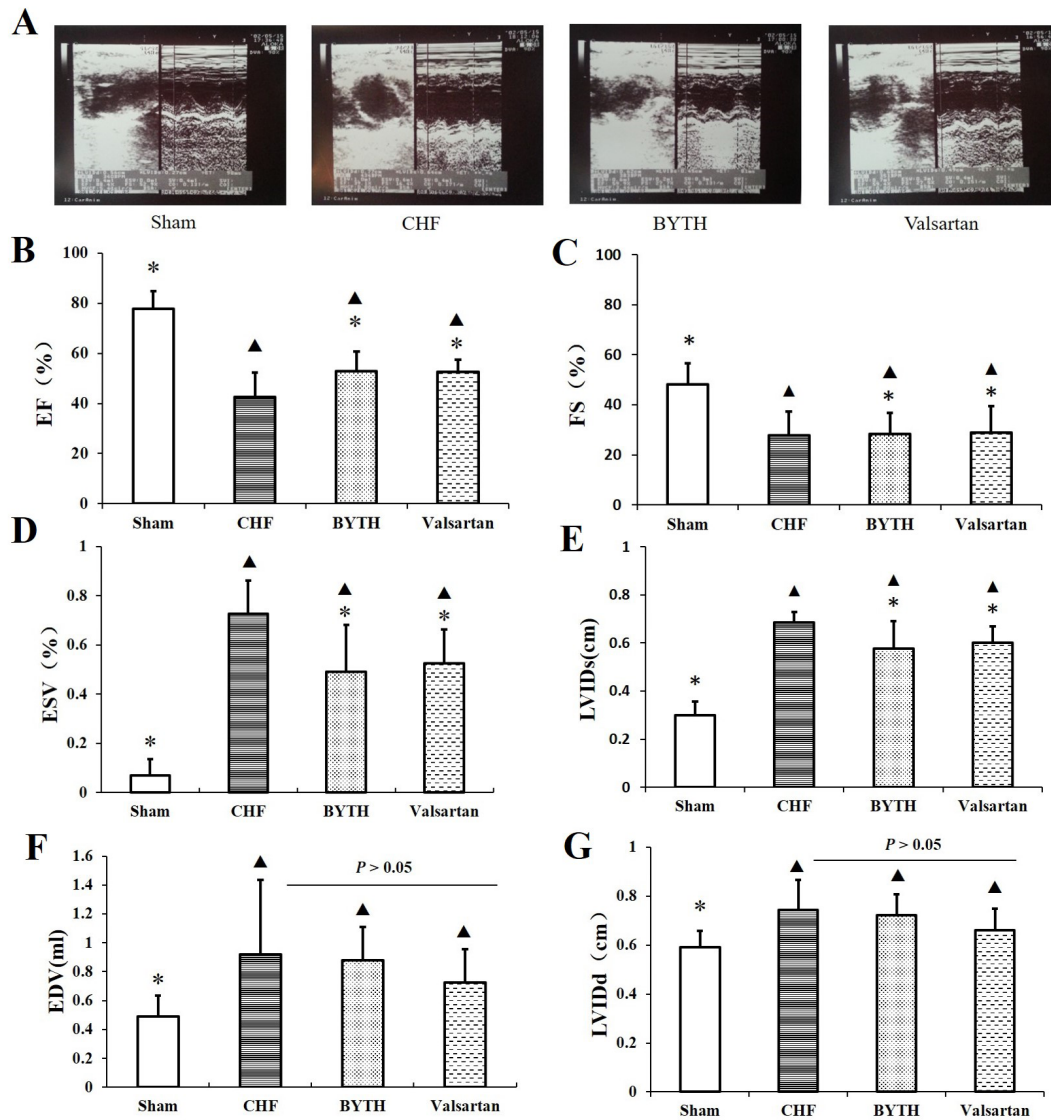 A
Sham
CHF
BYTH
Valsartan
B
EF (%)
100
80
60
40
20
0
*
▲
▲
*
▲
*
Sham CHF BYTH Valsartan
C
FS (%)
100
80
60
40
20
0
*
▲
▲
*
▲
*
Sham CHF BYTH Valsartan
D
ESV (%)
1
0.8
0.6
0.4
0.2
0
*
▲
▲
*
▲
*
Sham CHF BYTH Valsartan
E
LVIDs(cm)
1
0.8
0.6
0.4
0.2
0
*
▲
▲
*
▲
*
Sham CHF BYTH Valsartan
F
EDV(ml)
1.6
1.4
1.2
1
0.8
0.6
0.4
0.2
0
P > 0.05
*
▲
▲
▲
Sham CHF BYTH Valsartan
G
LVIDd (cm)
1
0.8
0.6
0.4
0.2
0
P > 0.05
*
▲
▲
▲
Sham CHF BYTH Valsartan